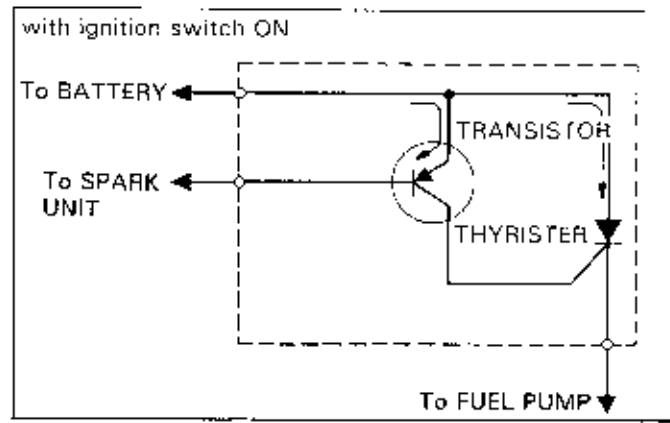 with ignition switch ON
To BATTERY
TRANSISTOR
To SPARK
UNIT
THYRISTER
To FUEL PUMP